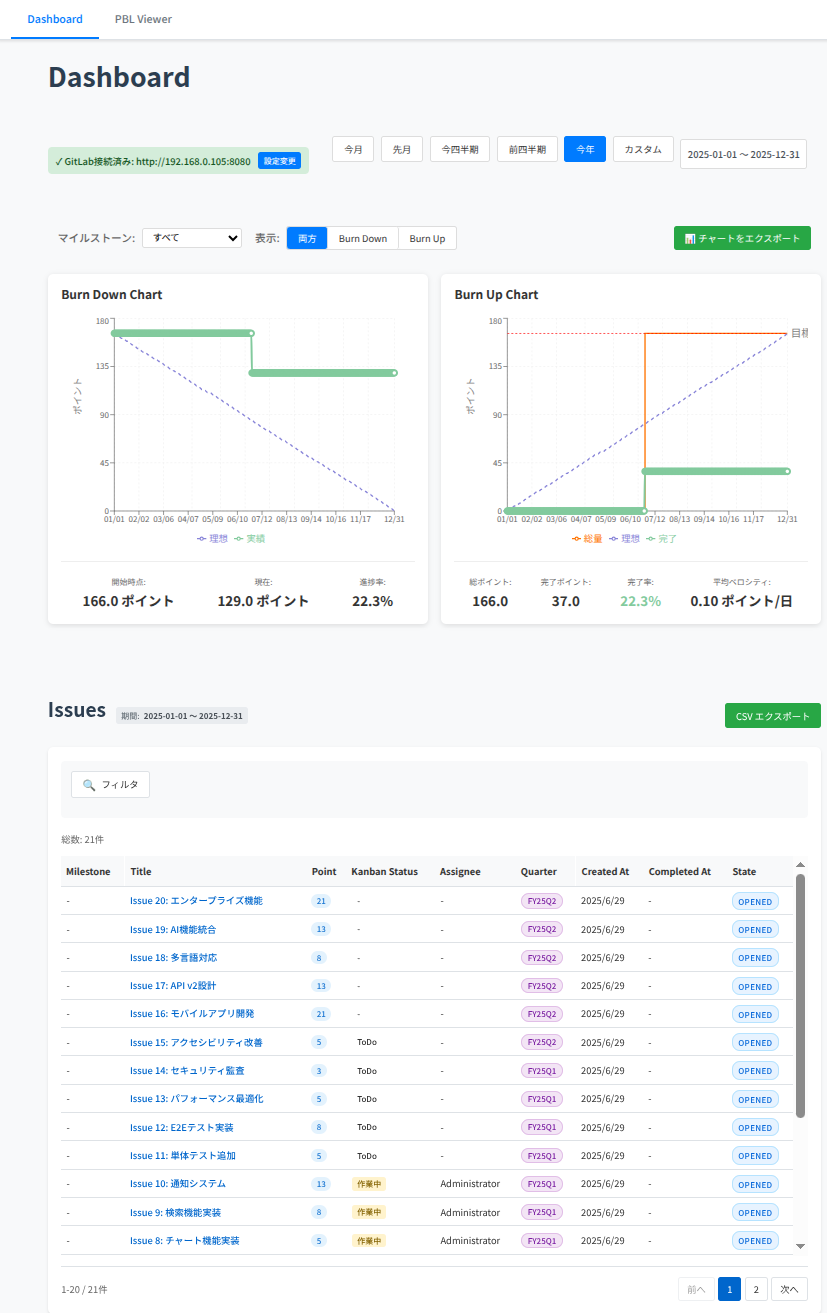 Dashboard PBL Viewer
Dashboard
✓GitLab接続済み: http://192.168.0.105:8080 設定変更
今月 先月 今四半期 前四半期 今年 カスタム 2025-01-01 〜 2025-12-31
マイルストーン: すべて 表示: 両方 Burn Down Burn Up 📊 チャートをエクスポート
Burn Down Chart
180
135
90
45
0
ポイント
01/01 02/02 03/06 04/07 05/09 06/10 07/12 08/13 09/14 10/16 11/17 12/31
理想 実績
開始時点: 現在: 進捗率:
166.0 ポイント 129.0 ポイント 22.3%
Burn Up Chart
180
135
90
45
0
ポイント
目標
01/01 02/02 03/06 04/07 05/09 06/10 07/12 08/13 09/14 10/16 11/17 12/31
総量 理想 完了
総ポイント: 完了ポイント: 完了率: 平均ベロシティ:
166.0 37.0 22.3% 0.10 ポイント/日
Issues 期間: 2025-01-01 〜 2025-12-31 CSV エクスポート
🔍 フィルタ
総数: 21件
Milestone Title Point Kanban Status Assignee Quarter Created At Completed At State
- Issue 20: エンタープライズ機能 21 - - FY25Q2 2025/6/29 - OPENED
- Issue 19: AI機能統合 13 - - FY25Q2 2025/6/29 - OPENED
- Issue 18: 多言語対応 8 - - FY25Q2 2025/6/29 - OPENED
- Issue 17: API v2設計 13 - - FY25Q2 2025/6/29 - OPENED
- Issue 16: モバイルアプリ開発 21 - - FY25Q2 2025/6/29 - OPENED
- Issue 15: アクセシビリティ改善 5 ToDo - FY25Q2 2025/6/29 - OPENED
- Issue 14: セキュリティ監査 3 ToDo - FY25Q1 2025/6/29 - OPENED
- Issue 13: パフォーマンス最適化 5 ToDo - FY25Q1 2025/6/29 - OPENED
- Issue 12: E2Eテスト実装 8 ToDo - FY25Q1 2025/6/29 - OPENED
- Issue 11: 単体テスト追加 5 ToDo - FY25Q1 2025/6/29 - OPENED
- Issue 10: 通知システム 13 作業中 Administrator FY25Q1 2025/6/29 - OPENED
- Issue 9: 検索機能実装 8 作業中 Administrator FY25Q1 2025/6/29 - OPENED
- Issue 8: チャート機能実装 5 作業中 Administrator FY25Q1 2025/6/29 - OPENED
1-20 / 21件 前へ 1 2 次へ